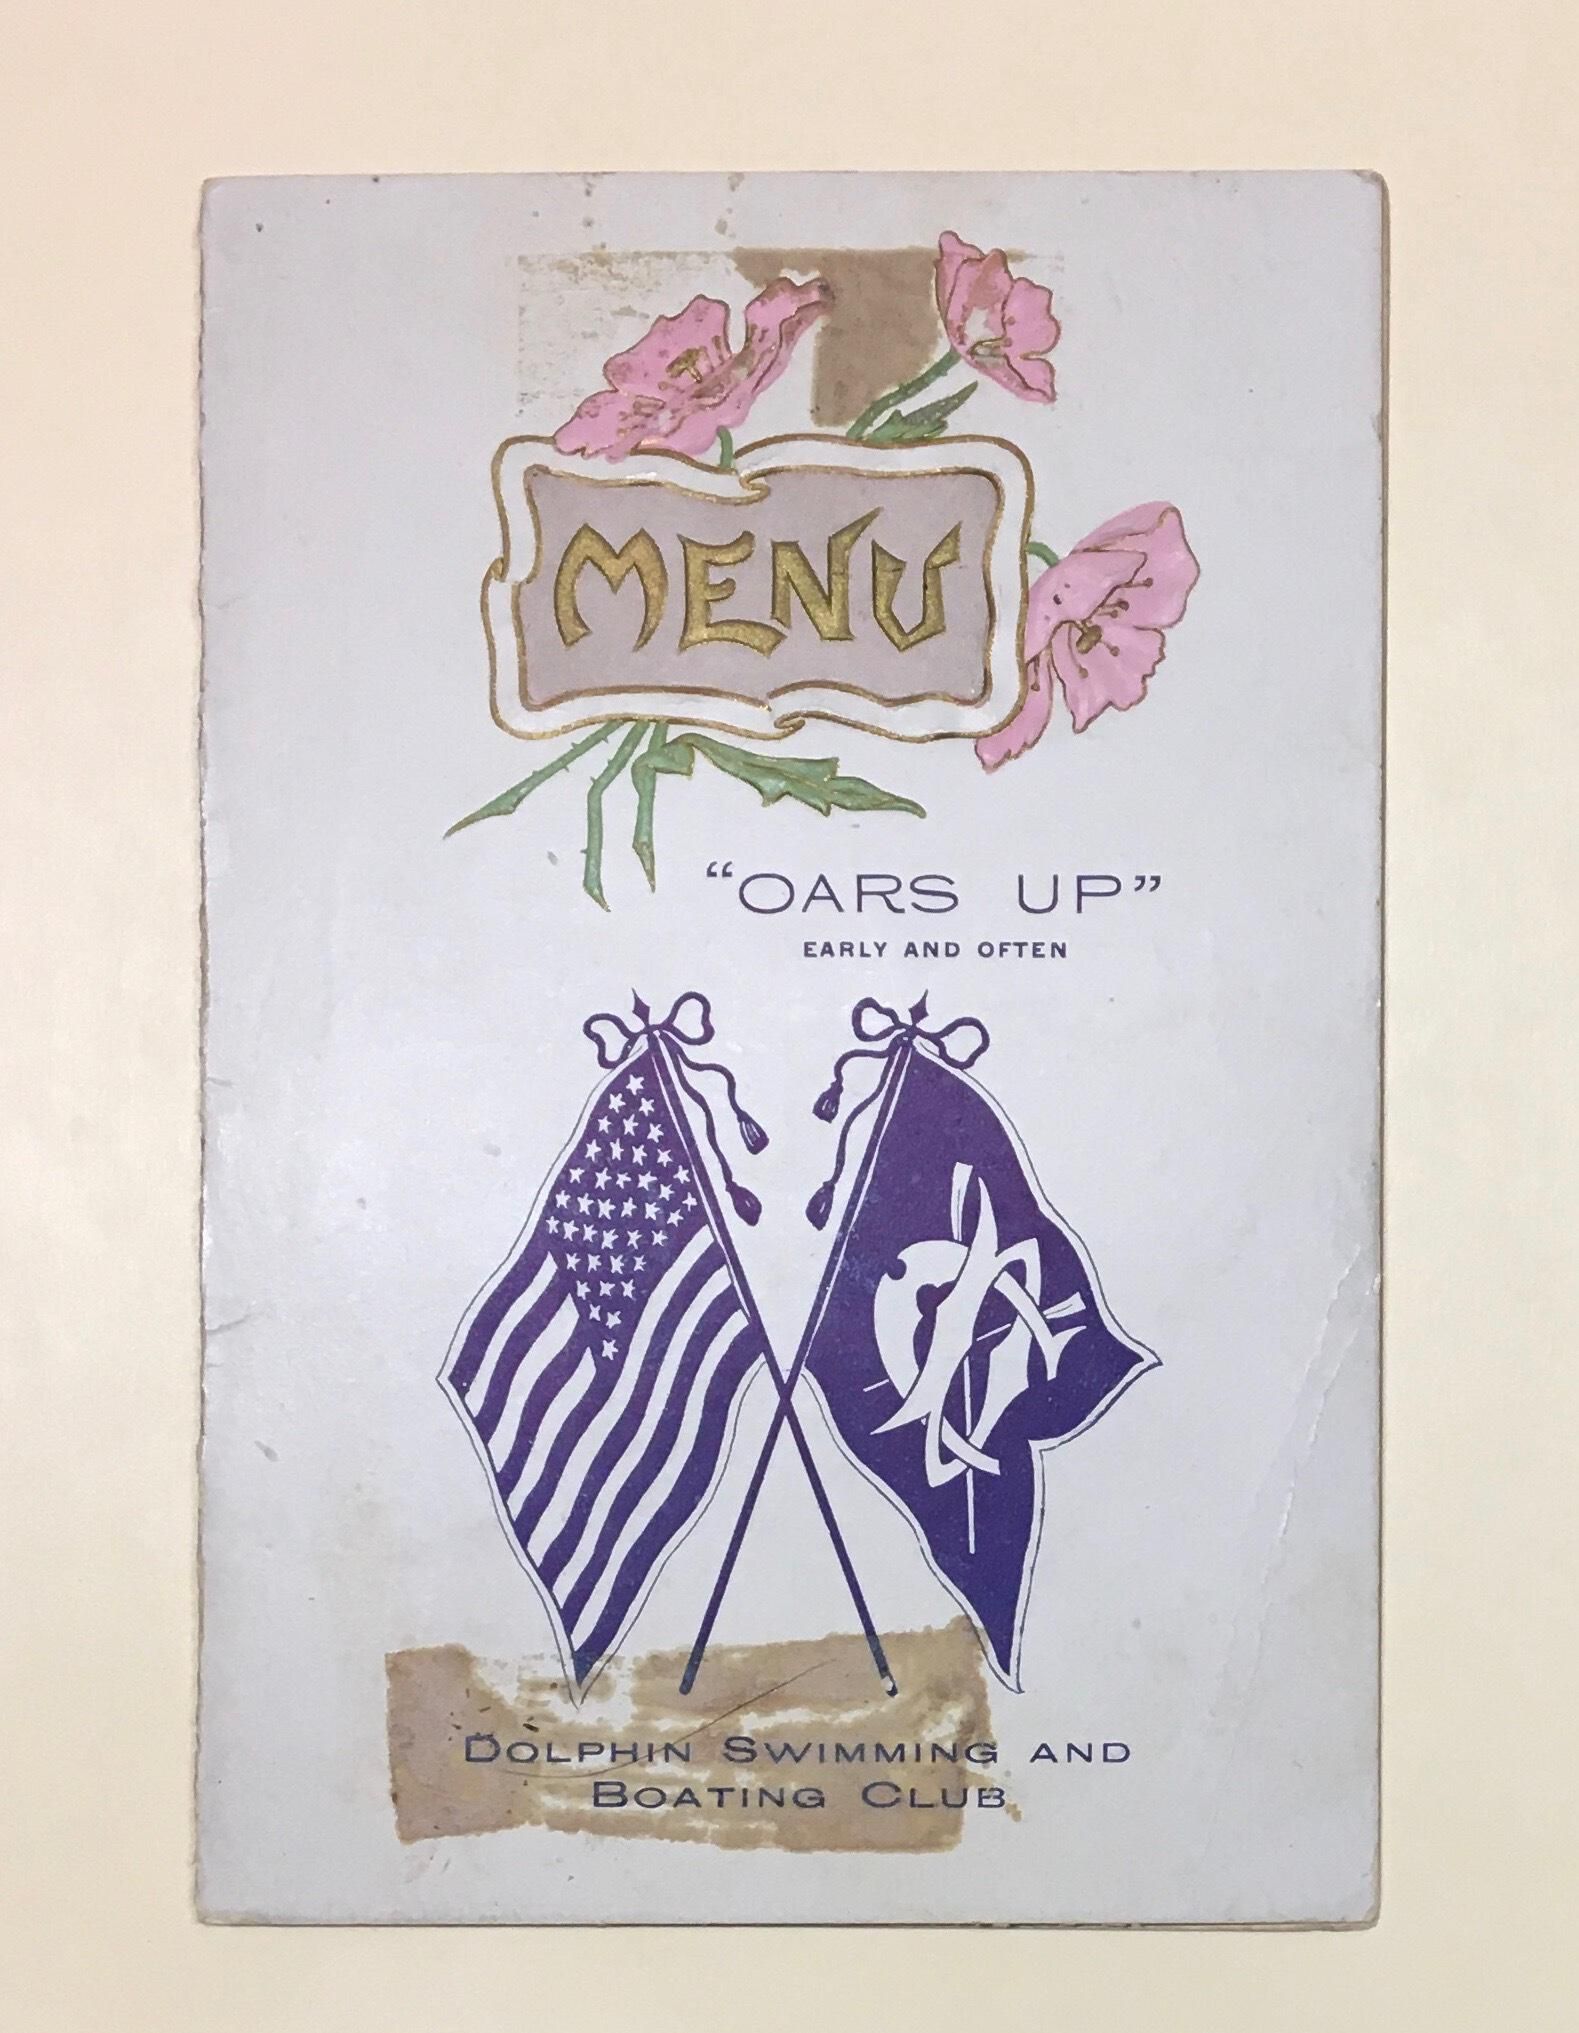 MENU
“OARS UP”
EARLY AND OFTEN
DOLPHIN SWIMMING AND
BOATING CLUB